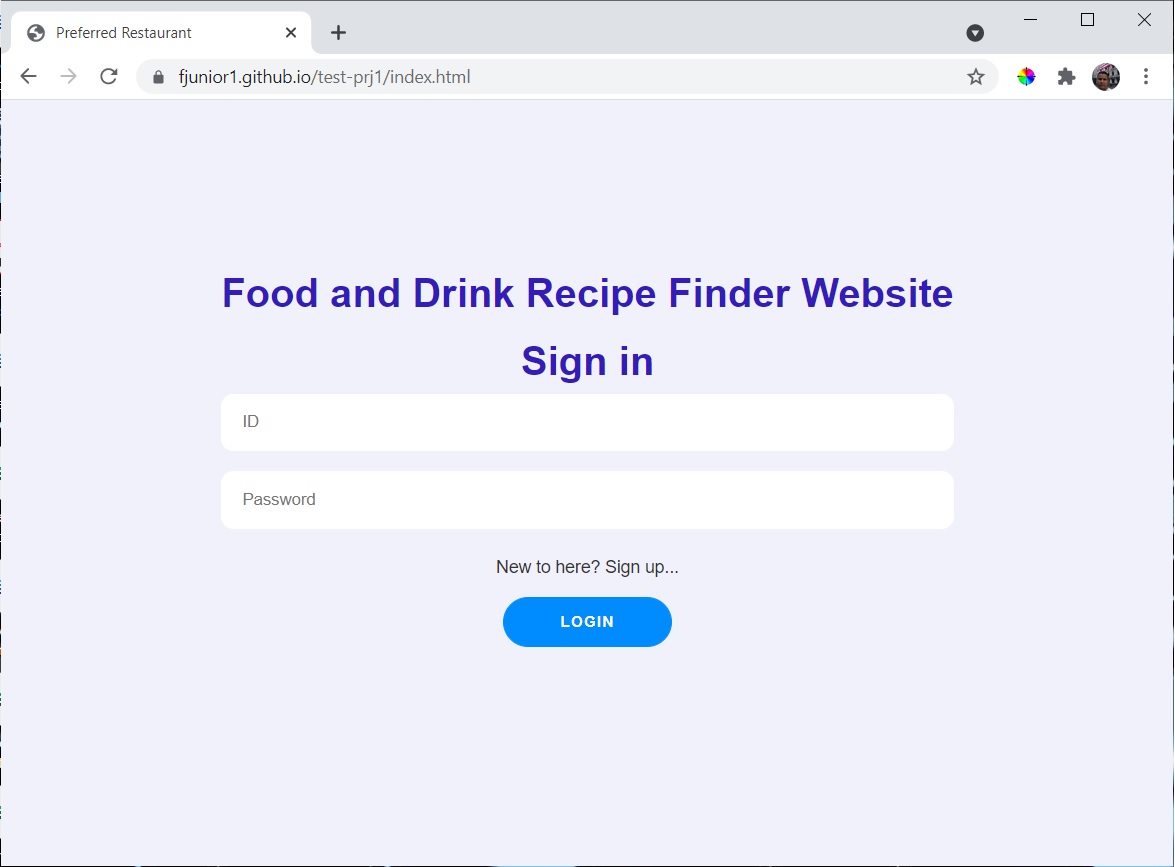 Preferred Restaurant
fjunior1.github.io/test-prj1/index.html
Food and Drink Recipe Finder Website
Sign in
ID
Password
New to here? Sign up...
LOGIN